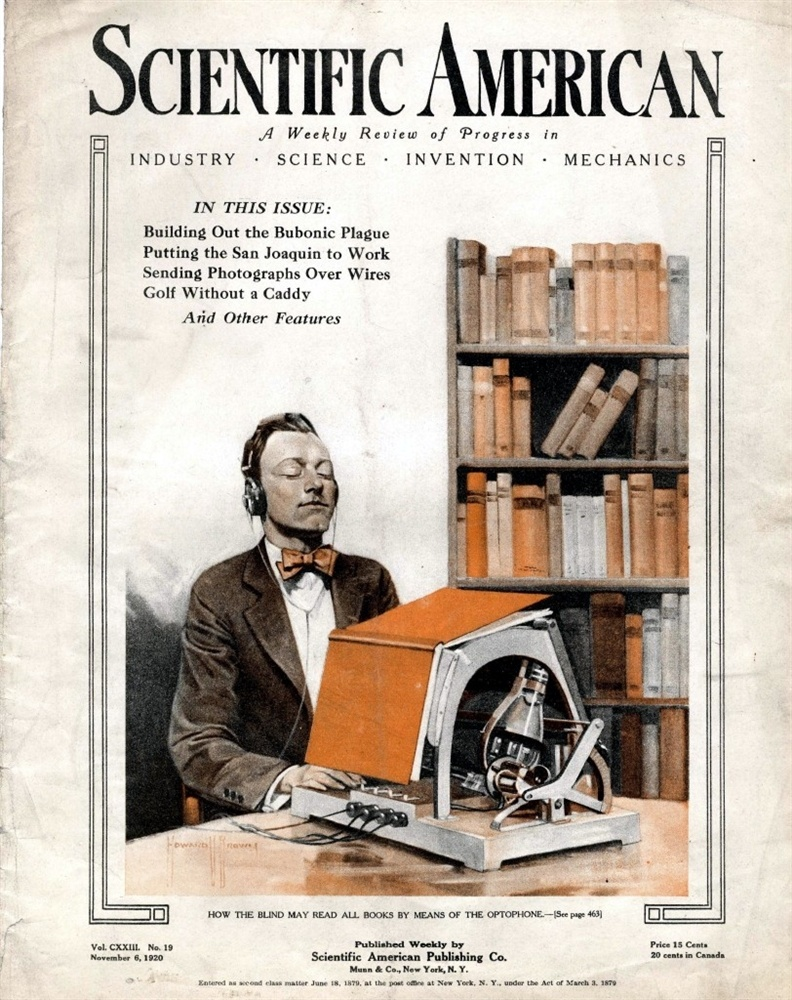 SCIENTIFIC AMERICAN
A Weekly Review of Progress in
INDUSTRY · SCIENCE · INVENTION · MECHANICS
IN THIS ISSUE:
Building Out the Bubonic Plague
Putting the San Joaquin to Work
Sending Photographs Over Wires
Golf Without a Caddy
And Other Features
HOWARD V BROWN
HOW THE BLIND MAY READ ALL BOOKS BY MEANS OF THE OPTOPHONE.—[See page 463]
Vol. CXXIII. No. 19
November 6, 1920
Published Weekly by
Scientific American Publishing Co.
Munn & Co., New York, N. Y.
Price 15 Cents
20 cents in Canada
Entered as second class matter June 18, 1879, at the post office at New York, N. Y., under the Act of March 3, 1879